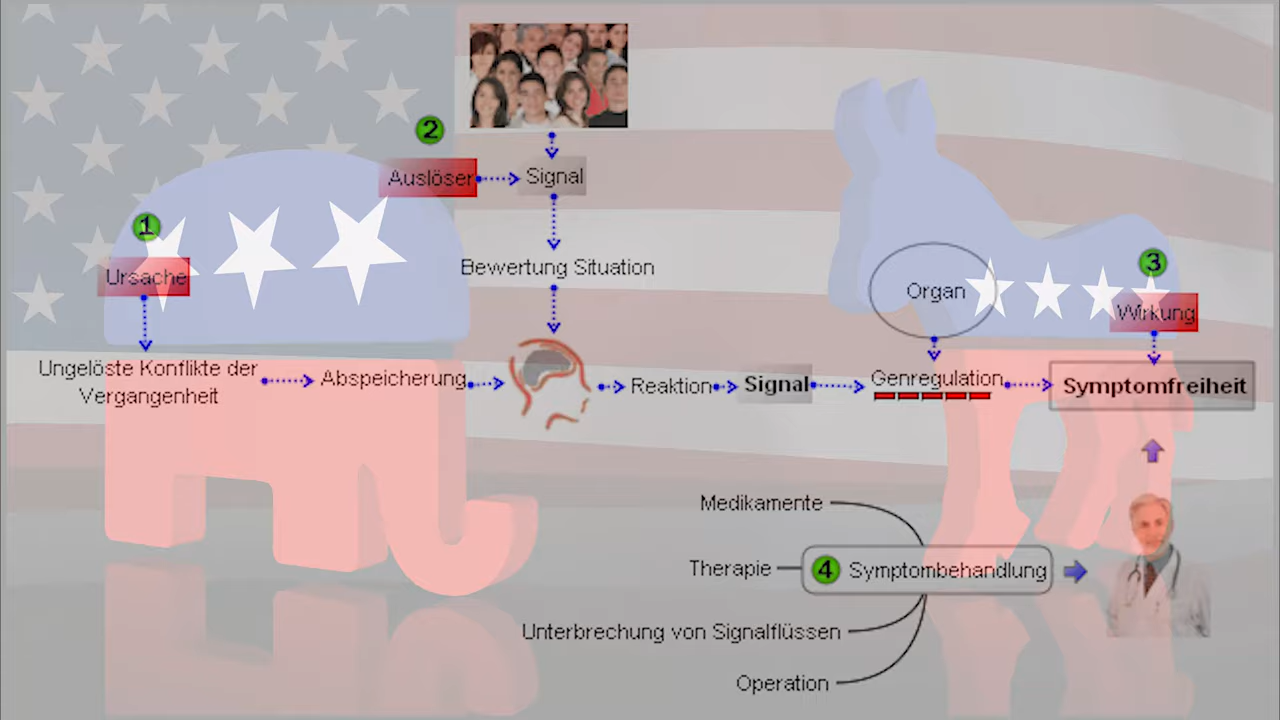 2
Auslöser
Signal
1
Ursache
Bewertung Situation
3
Organ
Wirkung
Ungelöste Konflikte der
Vergangenheit
Abspeicherung
Reaktion
Signal
Genregulation
Symptomfreiheit
Medikamente
Therapie
4 Symptombehandlung
Unterbrechung von Signalflüssen
Operation